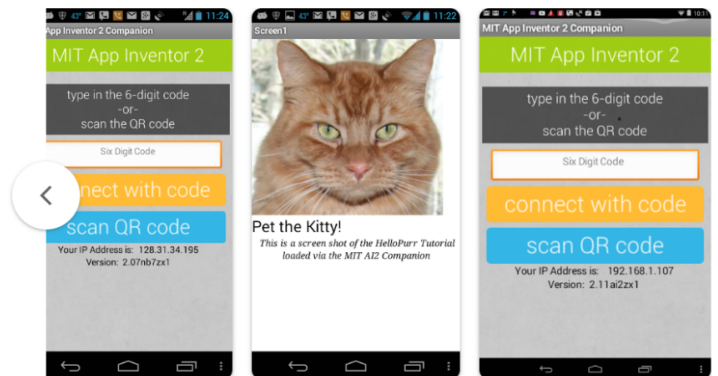 43° 11:24
App Inventor 2 Companion
MIT App Inventor 2
type in the 6-digit code
-or-
scan the QR code
Six Digit Code
nnect with code
scan QR code
Your IP Address is: 128.31.34.195
Version: 2.07nb7zx1
43° 11:22
Screen1
Pet the Kitty!
This is a screen shot of the HelloPurr Tutorial
loaded via the MIT AI2 Companion
10:11
MIT App Inventor 2 Companion
MIT App Inventor 2
type in the 6-digit code
-or-
scan the QR code
Six Digit Code
connect with code
scan QR code
Your IP Address is: 192.168.1.107
Version: 2.11ai2zx1